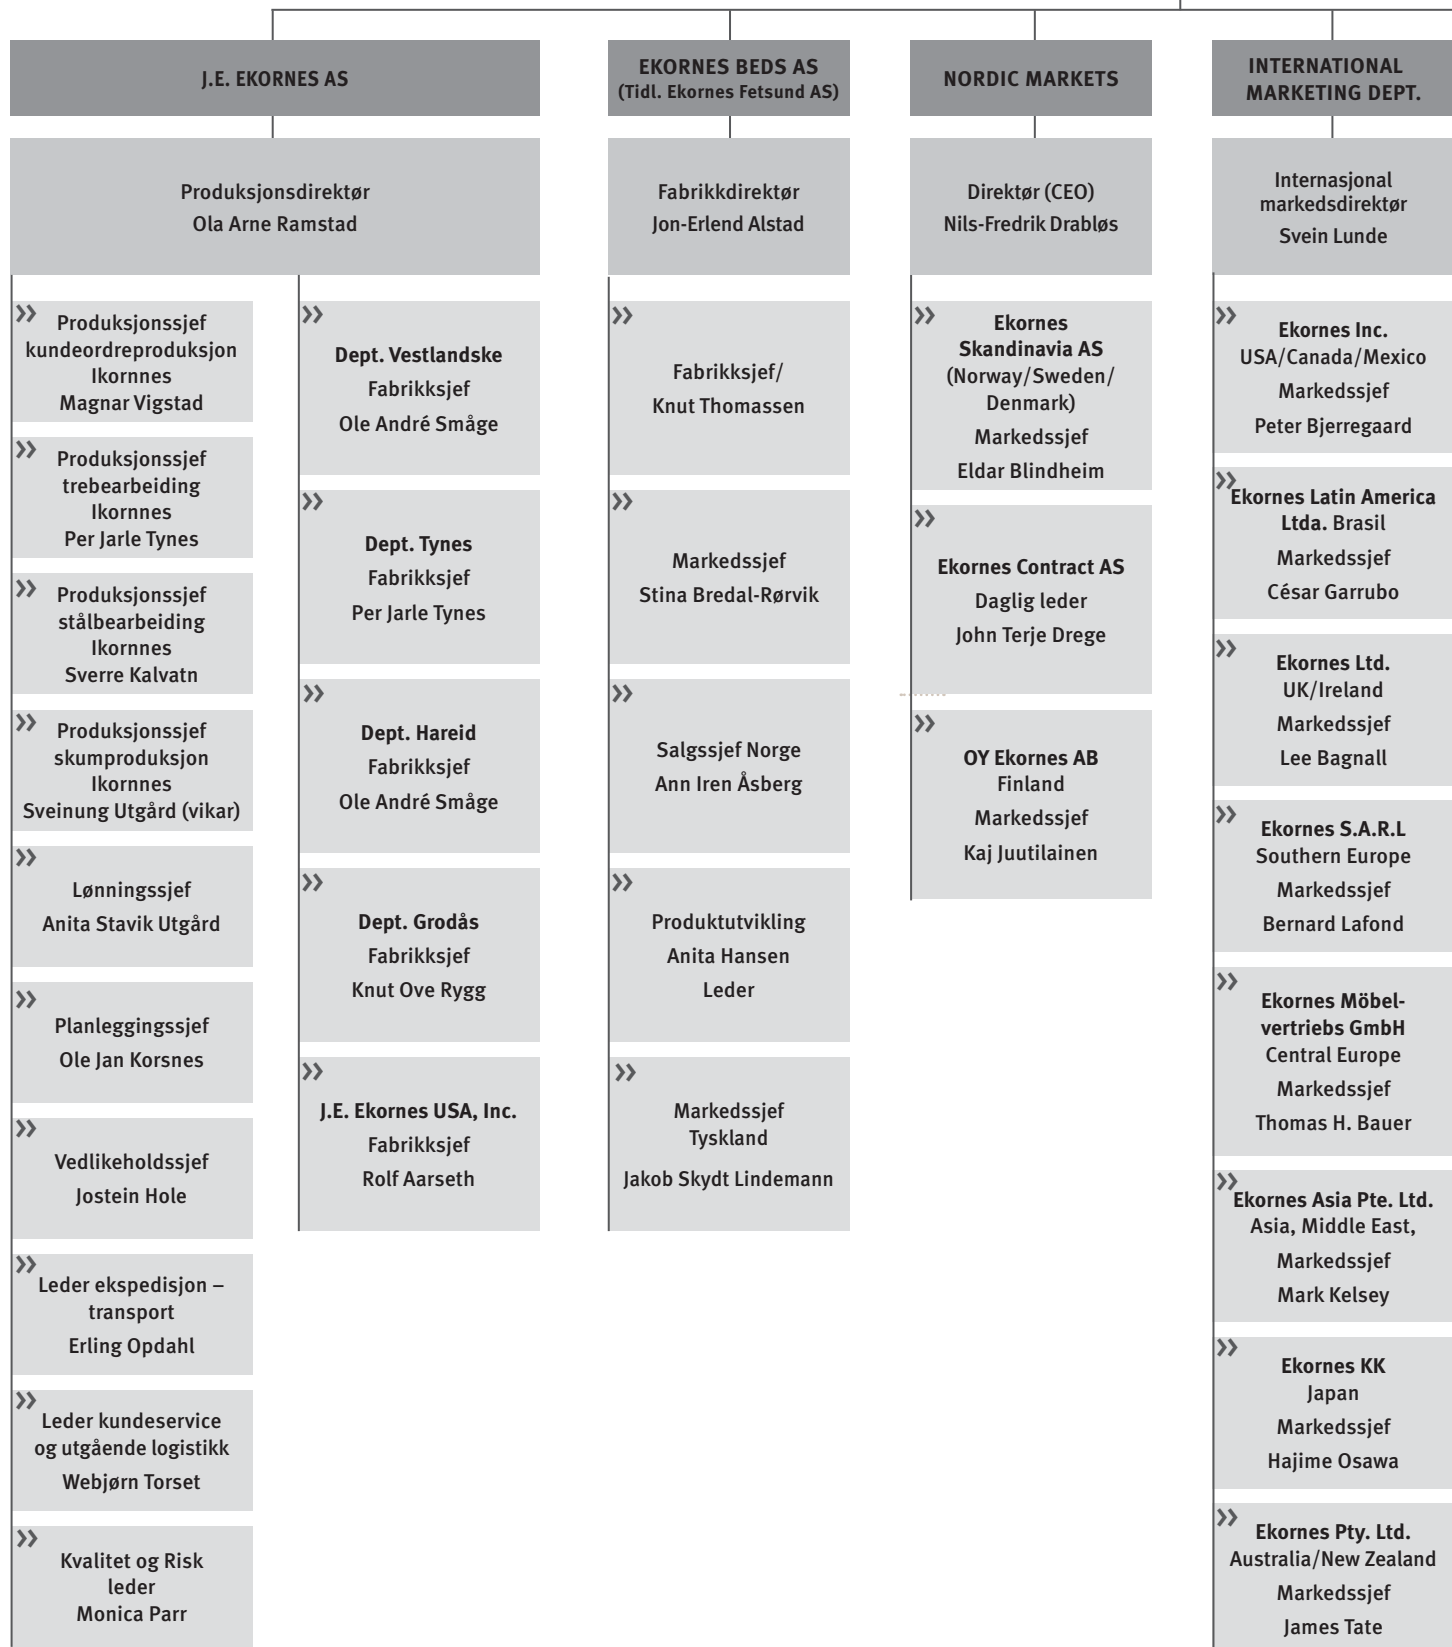 J.E. EKORNES AS
Produksjonsdirektør
Ola Arne Ramstad
Produksjonssjef
kundeordreproduksjon
Ikornnes
Magnar Vigstad
Produksjonssjef
trebearbeiding
Ikornnes
Per Jarle Tynes
Produksjonssjef
stålbearbeiding
Ikornnes
Sverre Kalvatn
Produksjonssjef
skumproduksjon
Ikornnes
Sveinung Utgård (vikar)
Lønningssjef
Anita Stavik Utgård
Planleggingssjef
Ole Jan Korsnes
Vedlikeholdssjef
Jostein Hole
Leder ekspedisjon –
transport
Erling Opdahl
Leder kundeservice
og utgående logistikk
Webjørn Torset
Kvalitet og Risk
leder
Monica Parr
Dept. Vestlandske
Fabrikksjef
Ole André Småge
Dept. Tynes
Fabrikksjef
Per Jarle Tynes
Dept. Hareid
Fabrikksjef
Ole André Småge
Dept. Grodås
Fabrikksjef
Knut Ove Rygg
J.E. Ekornes USA, Inc.
Fabrikksjef
Rolf Aarseth
EKORNES BEDS AS
(Tidl. Ekornes Fetsund AS)
Fabrikkdirektør
Jon-Erlend Alstad
Fabrikksjef/
Knut Thomassen
Markedssjef
Stina Bredal-Rørvik
Salgssjef Norge
Ann Iren Åsberg
Produktutvikling
Anita Hansen
Leder
Markedssjef
Tyskland
Jakob Skydt Lindemann
NORDIC MARKETS
Direktør (CEO)
Nils-Fredrik Drabløs
Ekornes
Skandinavia AS
(Norway/Sweden/
Denmark)
Markedssjef
Eldar Blindheim
Ekornes Contract AS
Daglig leder
John Terje Drege
OY Ekornes AB
Finland
Markedssjef
Kaj Juutilainen
INTERNATIONAL
MARKETING DEPT.
Internasjonal
markedsdirektør
Svein Lunde
Ekornes Inc.
USA/Canada/Mexico
Markedssjef
Peter Bjerregaard
Ekornes Latin America
Ltda. Brasil
Markedssjef
César Garrubo
Ekornes Ltd.
UK/Ireland
Markedssjef
Lee Bagnall
Ekornes S.A.R.L
Southern Europe
Markedssjef
Bernard Lafond
Ekornes Möbel-
vertriebs GmbH
Central Europe
Markedssjef
Thomas H. Bauer
Ekornes Asia Pte. Ltd.
Asia, Middle East,
Markedssjef
Mark Kelsey
Ekornes KK
Japan
Markedssjef
Hajime Osawa
Ekornes Pty. Ltd.
Australia/New Zealand
Markedssjef
James Tate